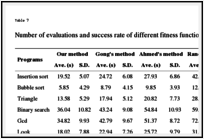 Table 7
Number of evaluations and success rate of different fitness functio
Programs Our method Gong's method Ahmed's method Ran
Ave. (s) S.D. Ave. (s) S.D. Ave. (s) S.D. Ave.
Insertion sort 19.52 5.07 24.72 6.08 27.93 6.86 42.
Bubble sort 5.85 4.29 8.79 4.15 9.85 3.93 12.
Triangle 13.58 5.29 17.94 5.12 20.82 7.73 28.
Binary search 36.04 10.82 43.24 9.08 54.84 10.93 59.
Gcd 34.82 9.93 42.79 9.67 51.37 8.72 72.
Look 18.02 7.88 22.94 7.26 25.72 9.79 31.